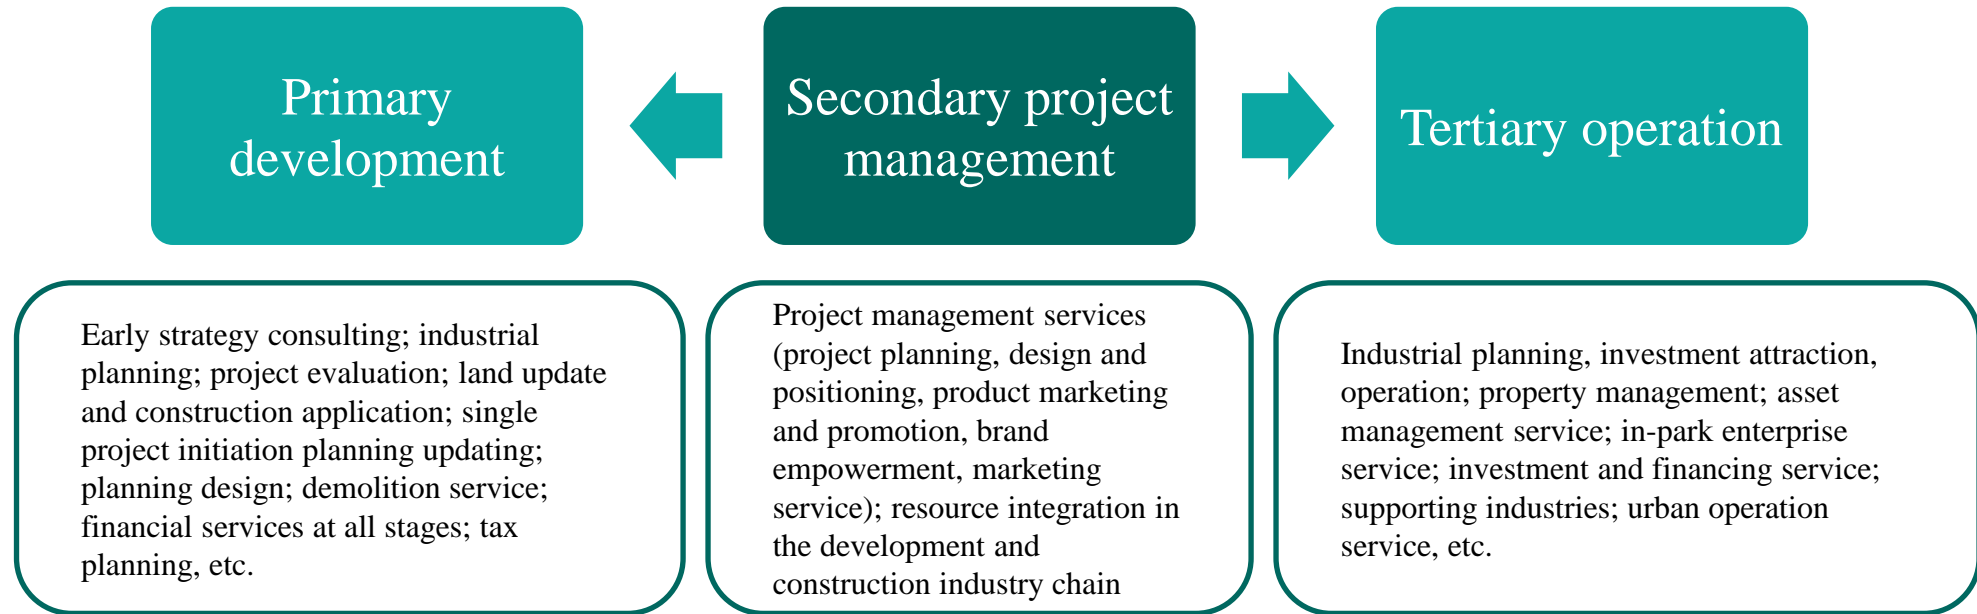 Primary
development
Secondary project
management
Tertiary operation
Early strategy consulting; industrial
planning; project evaluation; land update
and construction application; single
project initiation planning updating;
planning design; demolition service;
financial services at all stages; tax
planning, etc.
Project management services
(project planning, design and
positioning, product marketing
and promotion, brand
empowerment, marketing
service); resource integration in
the development and
construction industry chain
Industrial planning, investment attraction,
operation; property management; asset
management service; in-park enterprise
service; investment and financing service;
supporting industries; urban operation
service, etc.